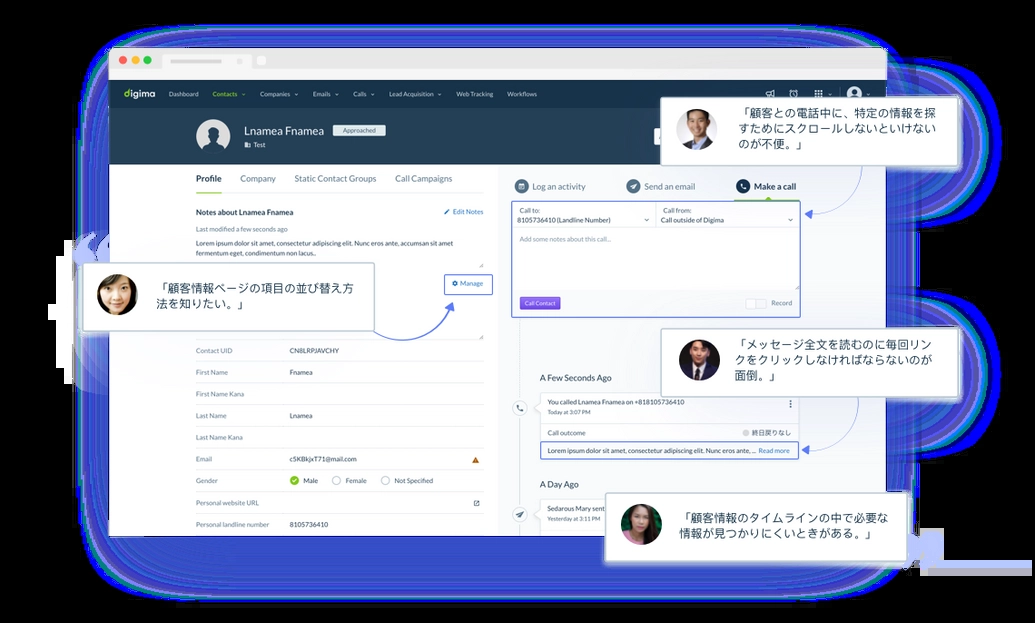 digima
Dashboard
Contacts
Companies
Emails
Calls
Lead Acquisition
Web Tracking
Workflows
Lnamea Fnamea
Approached
Test
「顧客との電話中に、特定の情報を探
すためにスクロールしないといけない
のが不便。」
Profile
Company
Static Contact Groups
Call Campaigns
Log an activity
Send an email
Make a call
Notes about Lnamea Fnamea
Edit Notes
Last modified a few seconds ago
Lorem ipsum dolor sit amet, consectetur adipiscing elit. Nunc eros ante, accumsan sit amet
fermentum eget, condimentum non lacus..
Call to:
8105736410 (Landline Number)
Call from:
Call outside of Digima
Add some notes about this call...
Call Contact
Record
Manage
「顧客情報ページの項目の並び替え方
法を知りたい。」
Contact UID
CN8LRPJAVCHY
First Name
Fnamea
First Name Kana
Last Name
Lnamea
Last Name Kana
Email
c5KBkjxT71@mail.com
Gender
Male
Female
Not Specified
Personal website URL
Personal landline number
8105736410
「メッセージ全文を読むのに毎回リン
クをクリックしなければならないのが
面倒。」
A Few Seconds Ago
You called Lnamea Fnamea on +818105736410
Today at 3:07 PM
Call outcome
終日戻りなし
Lorem ipsum dolor sit amet, consectetur adipiscing elit. Nunc eros ante, ... Read more
A Day Ago
Sedarous Mary sent
Yesterday at 3:11 PM
「顧客情報のタイムラインの中で必要な
情報が見つかりにくいときがある。」